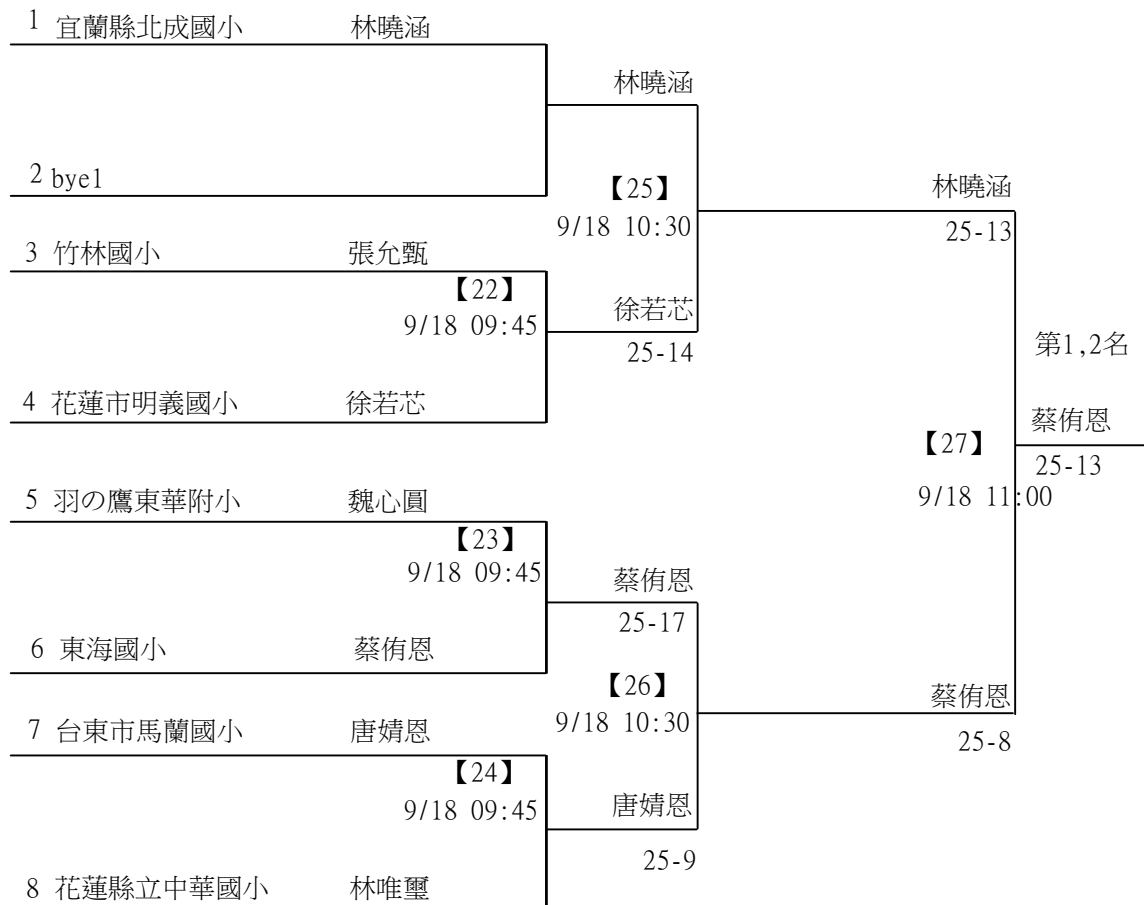 1 宜蘭縣北成國小 林曉涵
林曉涵
2 bye1
【25】
林曉涵
9/18 10:30
25-13
3 竹林國小 張允甄
【22】
徐若芯
9/18 09:45
25-14
第1,2名
4 花蓮市明義國小 徐若芯
蔡侑恩
【27】
25-13
9/18 11:00
5 羽の鷹東華附小 魏心圓
【23】
9/18 09:45
蔡侑恩
25-17
6 東海國小 蔡侑恩
【26】
蔡侑恩
9/18 10:30
25-8
7 台東市馬蘭國小 唐婧恩
【24】
9/18 09:45
唐婧恩
25-9
8 花蓮縣立中華國小 林唯璽